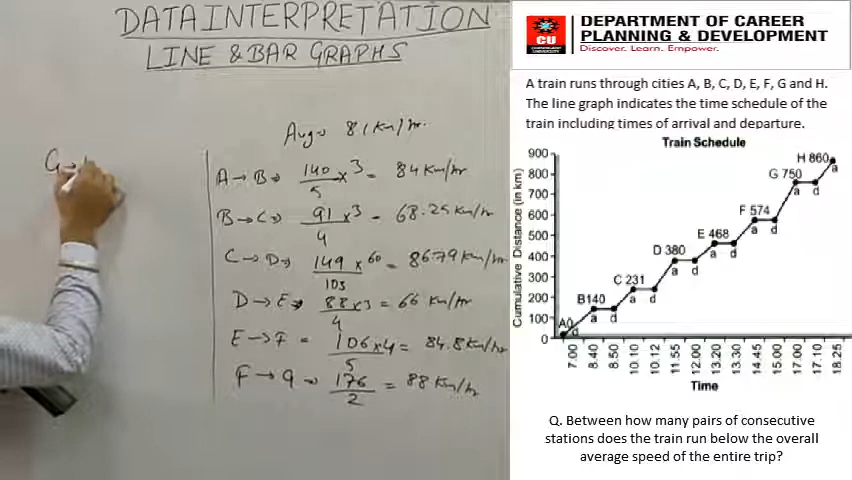 DATA INTERPRETATION
LINE & BAR GRAPHS
Avg → 81 km/hr.
A → B → 140/5 × 3 = 84 km/hr
B → C → 91/4 × 3 = 68.25 km/hr
C → D → 149/103 × 60 = 86.79 km/hr
D → E → 88/4 × 3 = 66 km/hr
E → F = 106 × 4/5 = 84.8 km/hr
F → G → 176/2 = 88 km/hr
G →
CU
DEPARTMENT OF CAREER
PLANNING & DEVELOPMENT
Discover. Learn. Empower.
A train runs through cities A, B, C, D, E, F, G and H.
The line graph indicates the time schedule of the
train including times of arrival and departure.
Train Schedule
Cumulative Distance (in km)
900
800
700
600
500
400
300
200
100
0
A0
d
B140
a
d
C 231
a
d
D 380
a
d
E 468
a
d
F 574
a
d
G 750
a
d
H 860
a
7.00
8.40
8.50
10.10
10.12
11.55
12.00
13.20
13.30
14.45
15.00
17.00
17.10
18.25
Time
Q. Between how many pairs of consecutive
stations does the train run below the overall
average speed of the entire trip?